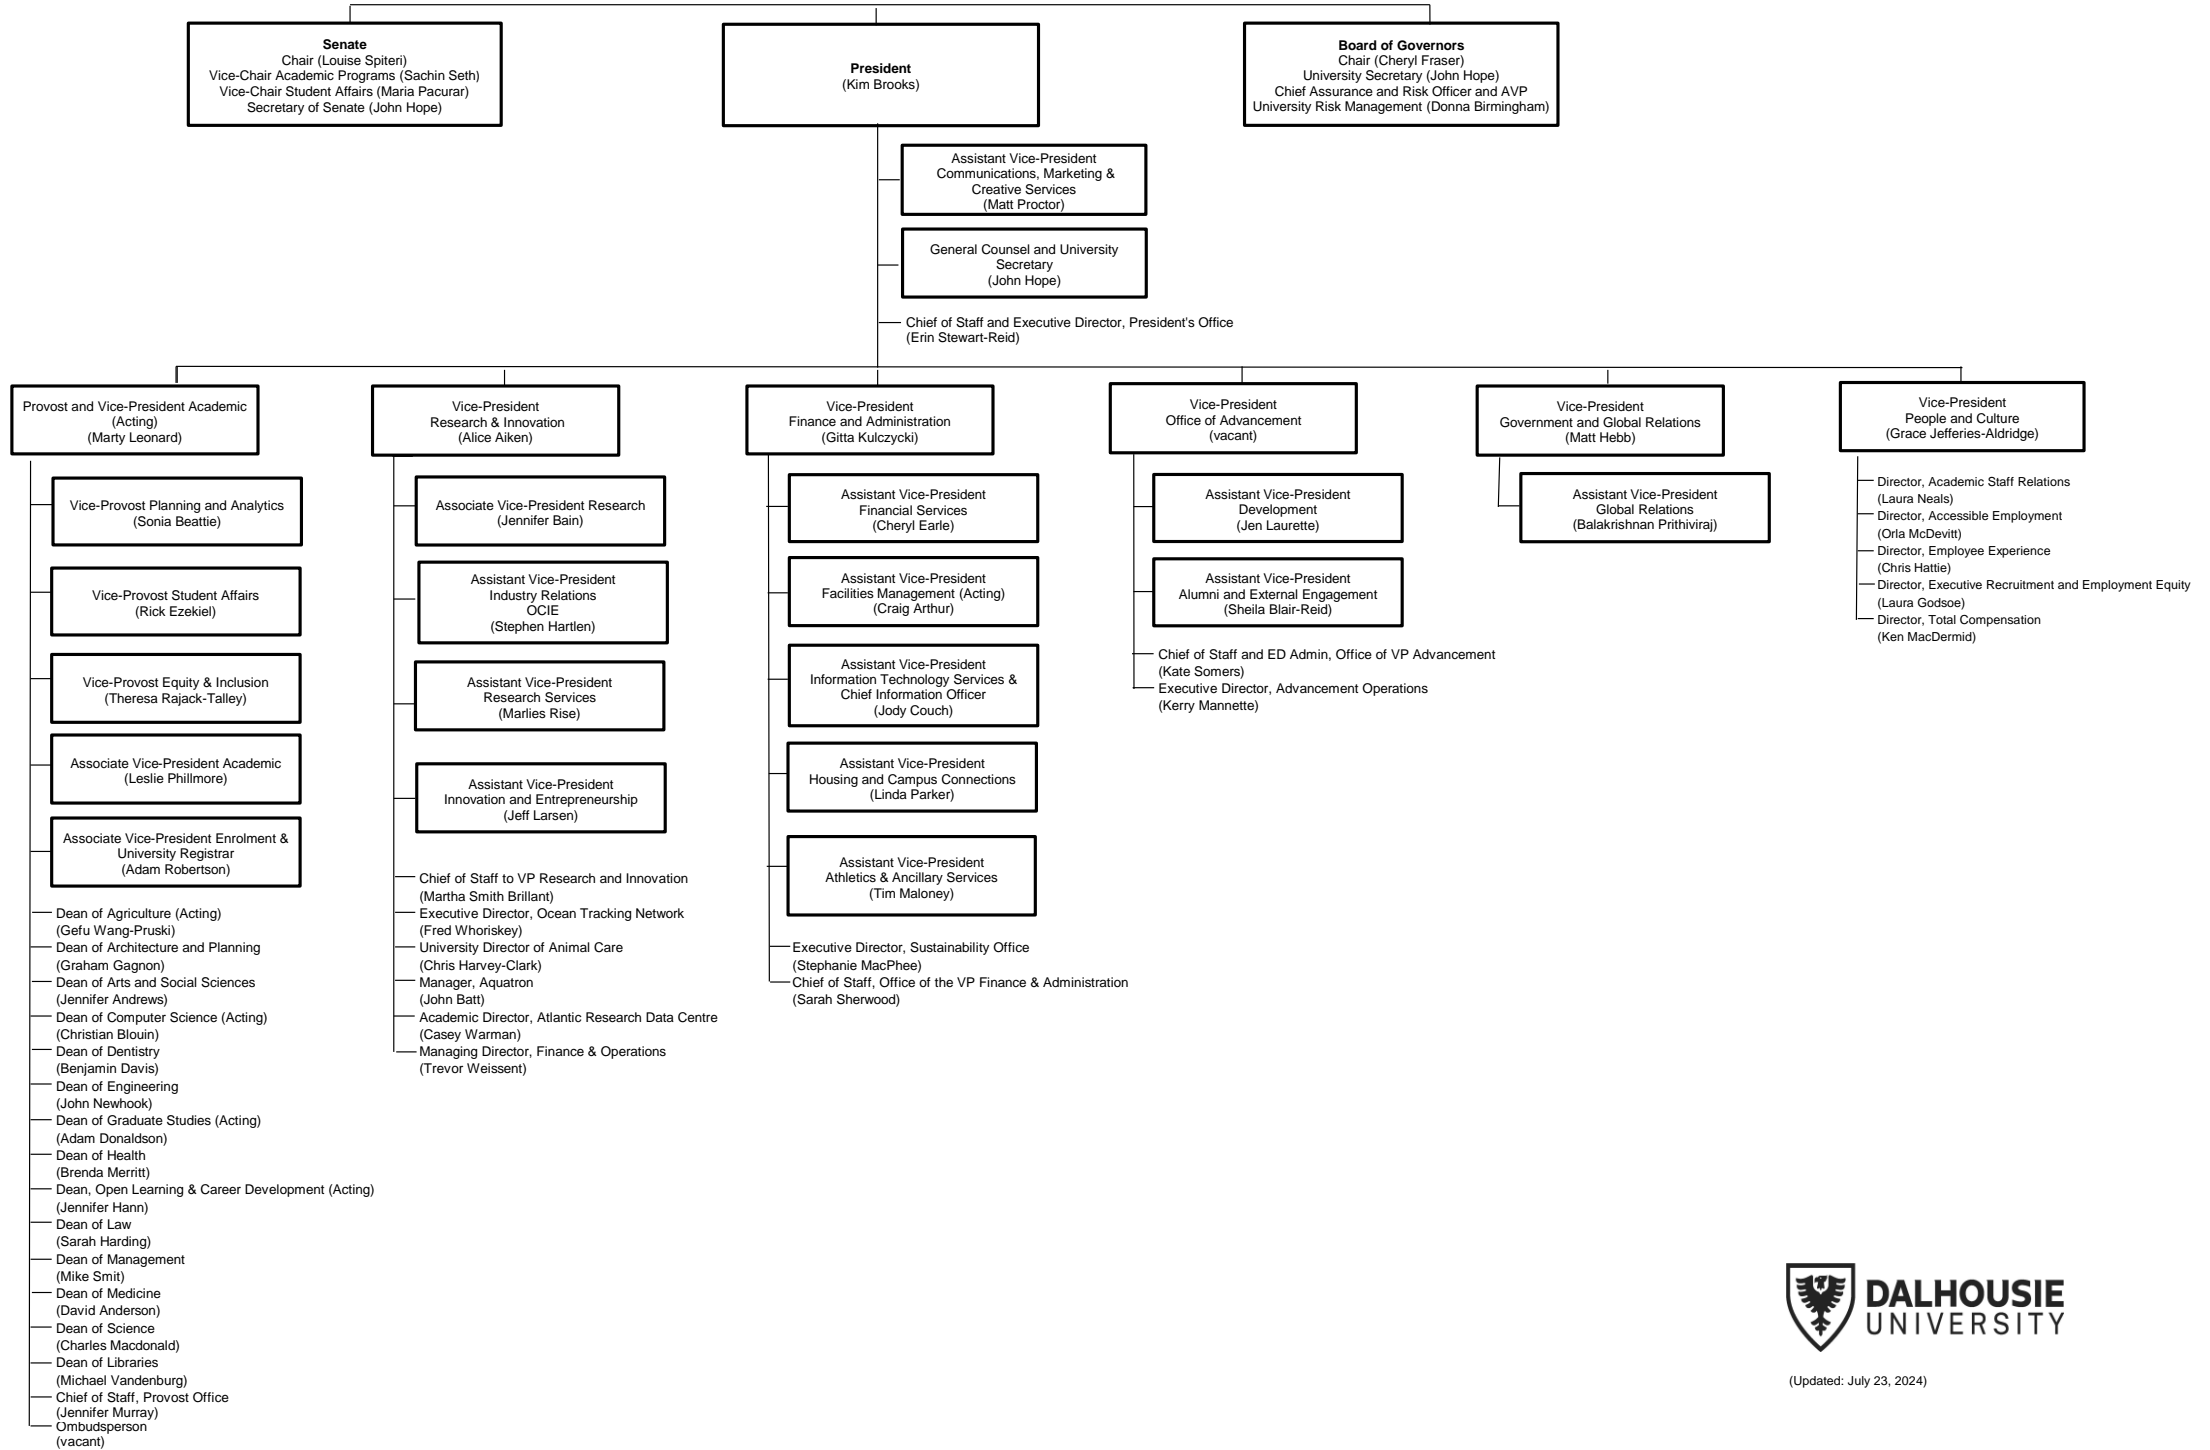 Senate
Chair (Louise Spiteri)
Vice-Chair Academic Programs (Sachin Seth)
Vice-Chair Student Affairs (Maria Pacurar)
Secretary of Senate (John Hope)
President
(Kim Brooks)
Board of Governors
Chair (Cheryl Fraser)
University Secretary (John Hope)
Chief Assurance and Risk Officer and AVP
University Risk Management (Donna Birmingham)
Assistant Vice-President
Communications, Marketing &
Creative Services
(Matt Proctor)
General Counsel and University
Secretary
(John Hope)
Chief of Staff and Executive Director, President's Office
(Erin Stewart-Reid)
Provost and Vice-President Academic
(Acting)
(Marty Leonard)
Vice-Provost Planning and Analytics
(Sonia Beattie)
Vice-Provost Student Affairs
(Rick Ezekiel)
Vice-Provost Equity & Inclusion
(Theresa Rajack-Talley)
Associate Vice-President Academic
(Leslie Phillmore)
Associate Vice-President Enrolment &
University Registrar
(Adam Robertson)
Dean of Agriculture (Acting)
(Gefu Wang-Pruski)
Dean of Architecture and Planning
(Graham Gagnon)
Dean of Arts and Social Sciences
(Jennifer Andrews)
Dean of Computer Science (Acting)
(Christian Blouin)
Dean of Dentistry
(Benjamin Davis)
Dean of Engineering
(John Newhook)
Dean of Graduate Studies (Acting)
(Adam Donaldson)
Dean of Health
(Brenda Merritt)
Dean, Open Learning & Career Development (Acting)
(Jennifer Hann)
Dean of Law
(Sarah Harding)
Dean of Management
(Mike Smit)
Dean of Medicine
(David Anderson)
Dean of Science
(Charles Macdonald)
Dean of Libraries
(Michael Vandenburg)
Chief of Staff, Provost Office
(Jennifer Murray)
Ombudsperson
(vacant)
Vice-President
Research & Innovation
(Alice Aiken)
Associate Vice-President Research
(Jennifer Bain)
Assistant Vice-President
Industry Relations
OCIE
(Stephen Hartlen)
Assistant Vice-President
Research Services
(Marlies Rise)
Assistant Vice-President
Innovation and Entrepreneurship
(Jeff Larsen)
Chief of Staff to VP Research and Innovation
(Martha Smith Brillant)
Executive Director, Ocean Tracking Network
(Fred Whoriskey)
University Director of Animal Care
(Chris Harvey-Clark)
Manager, Aquatron
(John Batt)
Academic Director, Atlantic Research Data Centre
(Casey Warman)
Managing Director, Finance & Operations
(Trevor Weissent)
Vice-President
Finance and Administration
(Gitta Kulczycki)
Assistant Vice-President
Financial Services
(Cheryl Earle)
Assistant Vice-President
Facilities Management (Acting)
(Craig Arthur)
Assistant Vice-President
Information Technology Services &
Chief Information Officer
(Jody Couch)
Assistant Vice-President
Housing and Campus Connections
(Linda Parker)
Assistant Vice-President
Athletics & Ancillary Services
(Tim Maloney)
Executive Director, Sustainability Office
(Stephanie MacPhee)
Chief of Staff, Office of the VP Finance & Administration
(Sarah Sherwood)
Vice-President
Office of Advancement
(vacant)
Assistant Vice-President
Development
(Jen Laurette)
Assistant Vice-President
Alumni and External Engagement
(Sheila Blair-Reid)
Chief of Staff and ED Admin, Office of VP Advancement
(Kate Somers)
Executive Director, Advancement Operations
(Kerry Mannette)
Vice-President
Government and Global Relations
(Matt Hebb)
Assistant Vice-President
Global Relations
(Balakrishnan Prithiviraj)
Vice-President
People and Culture
(Grace Jefferies-Aldridge)
Director, Academic Staff Relations
(Laura Neals)
Director, Accessible Employment
(Orla McDevitt)
Director, Employee Experience
(Chris Hattie)
Director, Executive Recruitment and Employment Equity
(Laura Godsoe)
Director, Total Compensation
(Ken MacDermid)
DALHOUSIE
UNIVERSITY
(Updated: July 23, 2024)